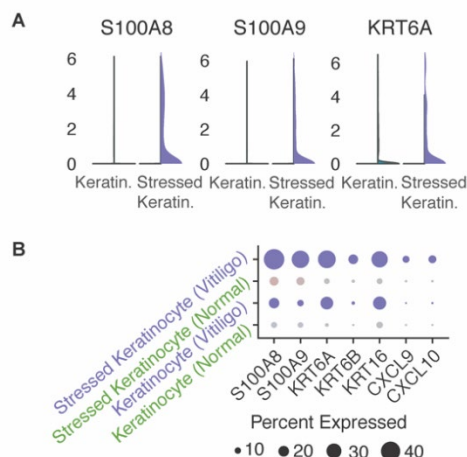 A
S100A8 S100A9 KRT6A
6 6 6
4 4 4
2 2 2
0 0 0
Keratin. Stressed Keratin. Keratin. Stressed Keratin. Keratin. Stressed Keratin.
B
Stressed Keratinocyte (Vitiligo)
Stressed Keratinocyte (Normal)
Keratinocyte (Vitiligo)
Keratinocyte (Normal)
S100A8 S100A9 KRT6A KRT6B KRT16 CXCL9 CXCL10
Percent Expressed
10 20 30 40